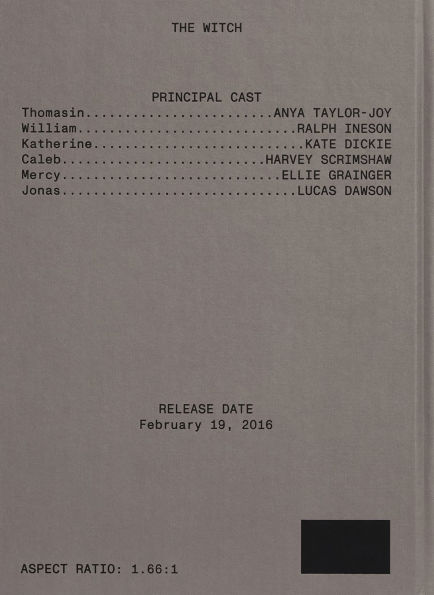 THE WITCH
PRINCIPAL CAST
Thomasin........................ANYA TAYLOR-JOY
William............................RALPH INESON
Katherine...........................KATE DICKIE
Caleb..........................HARVEY SCRIMSHAW
Mercy............................ELLIE GRAINGER
Jonas..............................LUCAS DAWSON
RELEASE DATE
February 19, 2016
ASPECT RATIO: 1.66:1